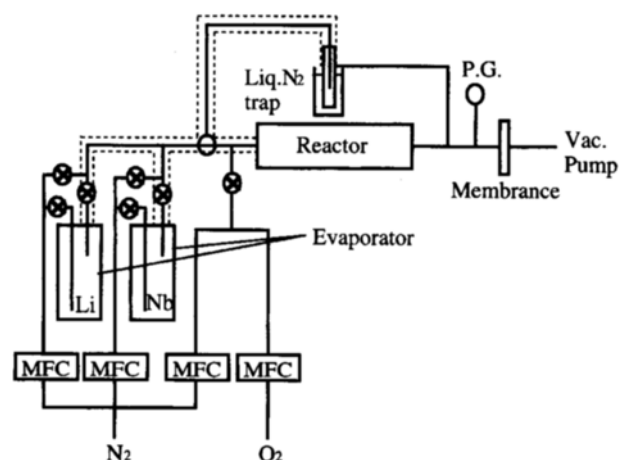 P.G.
Liq.N2
trap
Reactor
Vac.
Pump
Membrance
Evaporator
Li
Nb
MFC
MFC
MFC
MFC
N2
O2